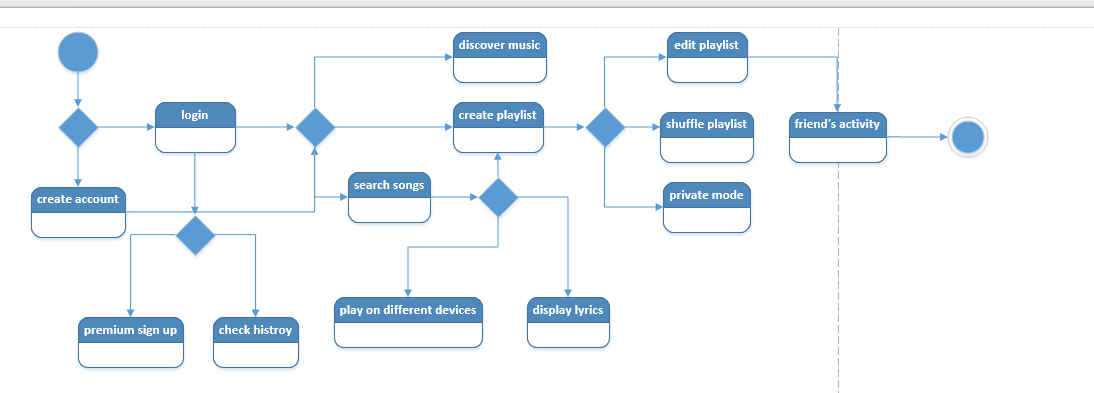 discover music
edit playlist
login
create playlist
shuffle playlist
friend's activity
search songs
private mode
create account
play on different devices
display lyrics
premium sign up
check histroy